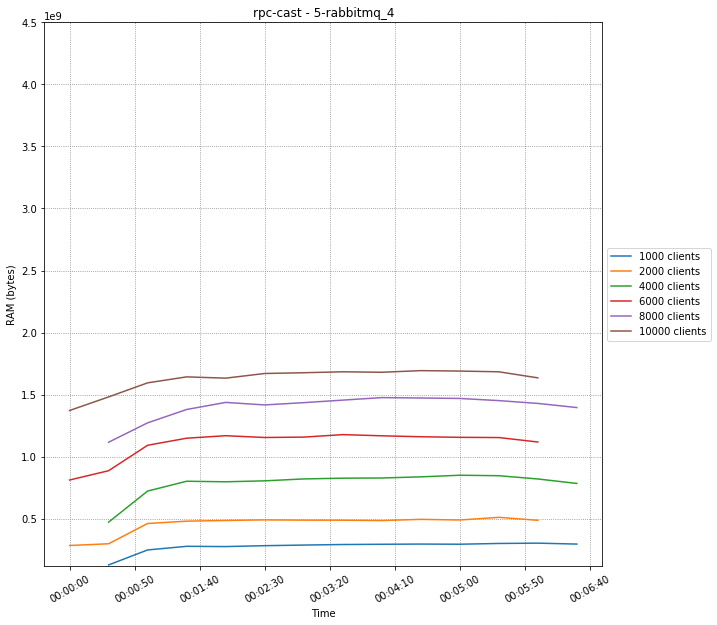 rpc-cast - 5-rabbitmq_4
1e9
4.5
4.0
3.5
3.0
2.5
2.0
1.5
1.0
0.5
RAM (bytes)
00:00:00
00:00:50
00:01:40
00:02:30
00:03:20
00:04:10
00:05:00
00:05:50
00:06:40
Time
1000 clients
2000 clients
4000 clients
6000 clients
8000 clients
10000 clients